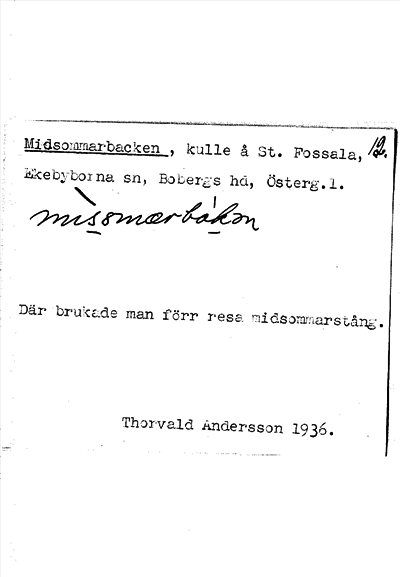 Midsommarbacken, kulle å St. Fossala, 12.
Ekebyborna sn, Bobergs hd, Österg.l.
mìsomærbákən
Där brukade man förr resa midsommarstång.
Thorvald Andersson 1936.